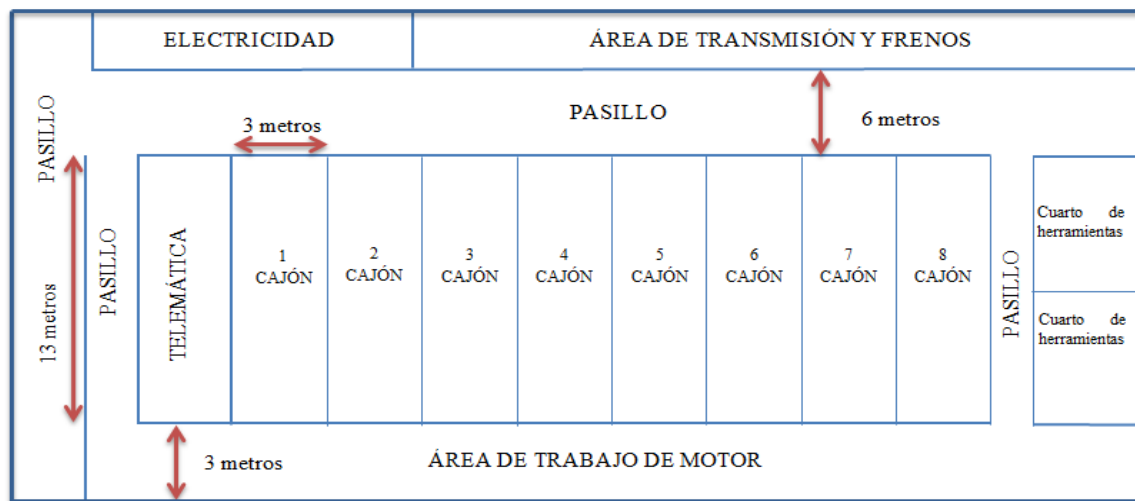 ELECTRICIDAD
ÁREA DE TRANSMISIÓN Y FRENOS
PASILLO
PASILLO
3 metros
6 metros
13 metros
PASILLO
TELEMÁTICA
1
CAJÓN
2
CAJÓN
3
CAJÓN
4
CAJÓN
5
CAJÓN
6
CAJÓN
7
CAJÓN
8
CAJÓN
PASILLO
Cuarto de
herramientas
Cuarto de
herramientas
3 metros
ÁREA DE TRABAJO DE MOTOR